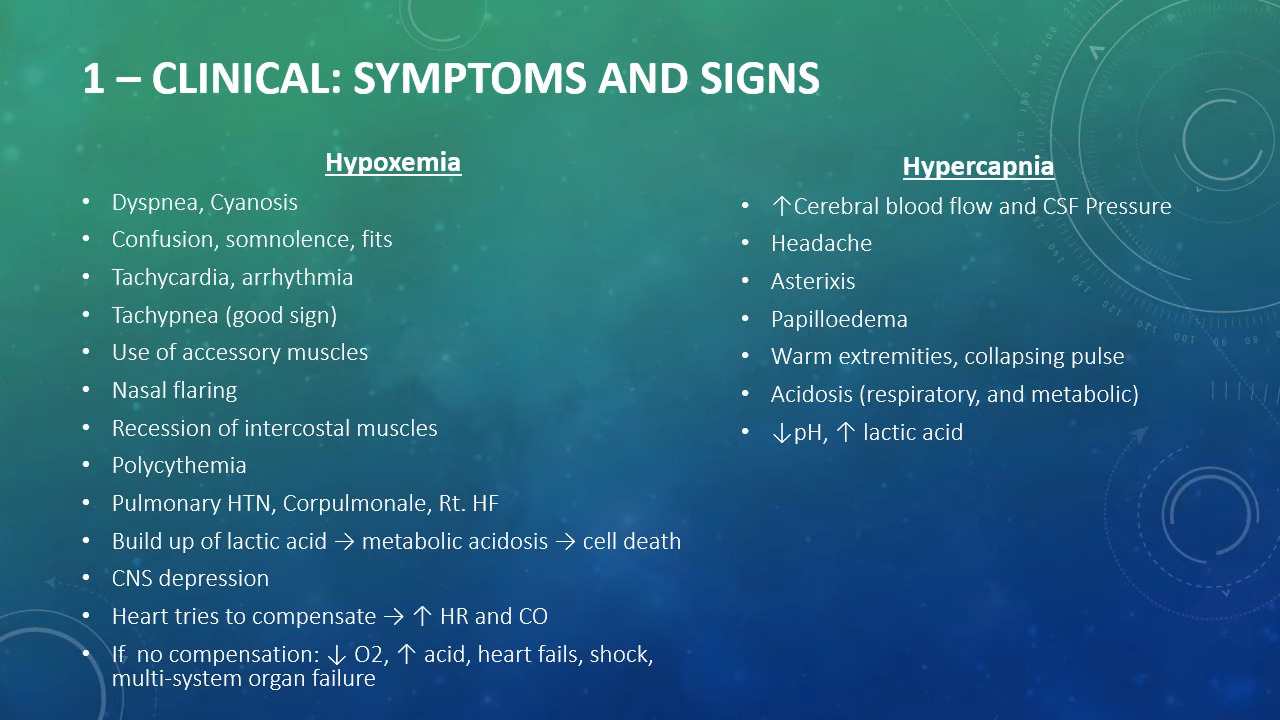 1 – CLINICAL: SYMPTOMS AND SIGNS
Hypoxemia
• Dyspnea, Cyanosis
• Confusion, somnolence, fits
• Tachycardia, arrhythmia
• Tachypnea (good sign)
• Use of accessory muscles
• Nasal flaring
• Recession of intercostal muscles
• Polycythemia
• Pulmonary HTN, Corpulmonale, Rt. HF
• Build up of lactic acid → metabolic acidosis → cell death
• CNS depression
• Heart tries to compensate → ↑ HR and CO
• If no compensation: ↓ O2, ↑ acid, heart fails, shock,
multi-system organ failure
Hypercapnia
• ↑Cerebral blood flow and CSF Pressure
• Headache
• Asterixis
• Papilloedema
• Warm extremities, collapsing pulse
• Acidosis (respiratory, and metabolic)
• ↓pH, ↑ lactic acid